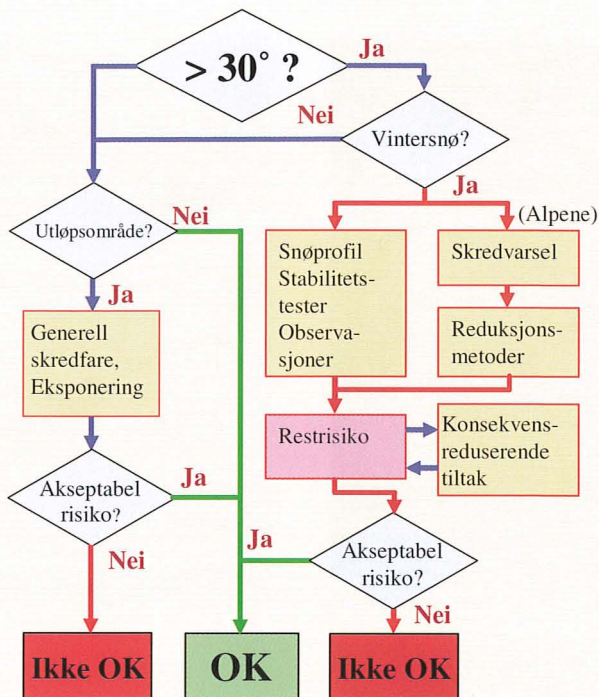 > 30° ?
Ja
Nei
Vintersnø?
Ja
(Alpene)
Utløpsområde?
Nei
Ja
Snøprofil
Stabilitets-
tester
Observa-
sjoner
Skredvarsel
Reduksjons-
metoder
Generell
skredfare,
Eksponering
Restrisiko
Konsekvens-
reduserende
tiltak
Akseptabel
risiko?
Ja
Nei
Ja
Akseptabel
risiko?
Nei
Ikke OK
OK
Ikke OK